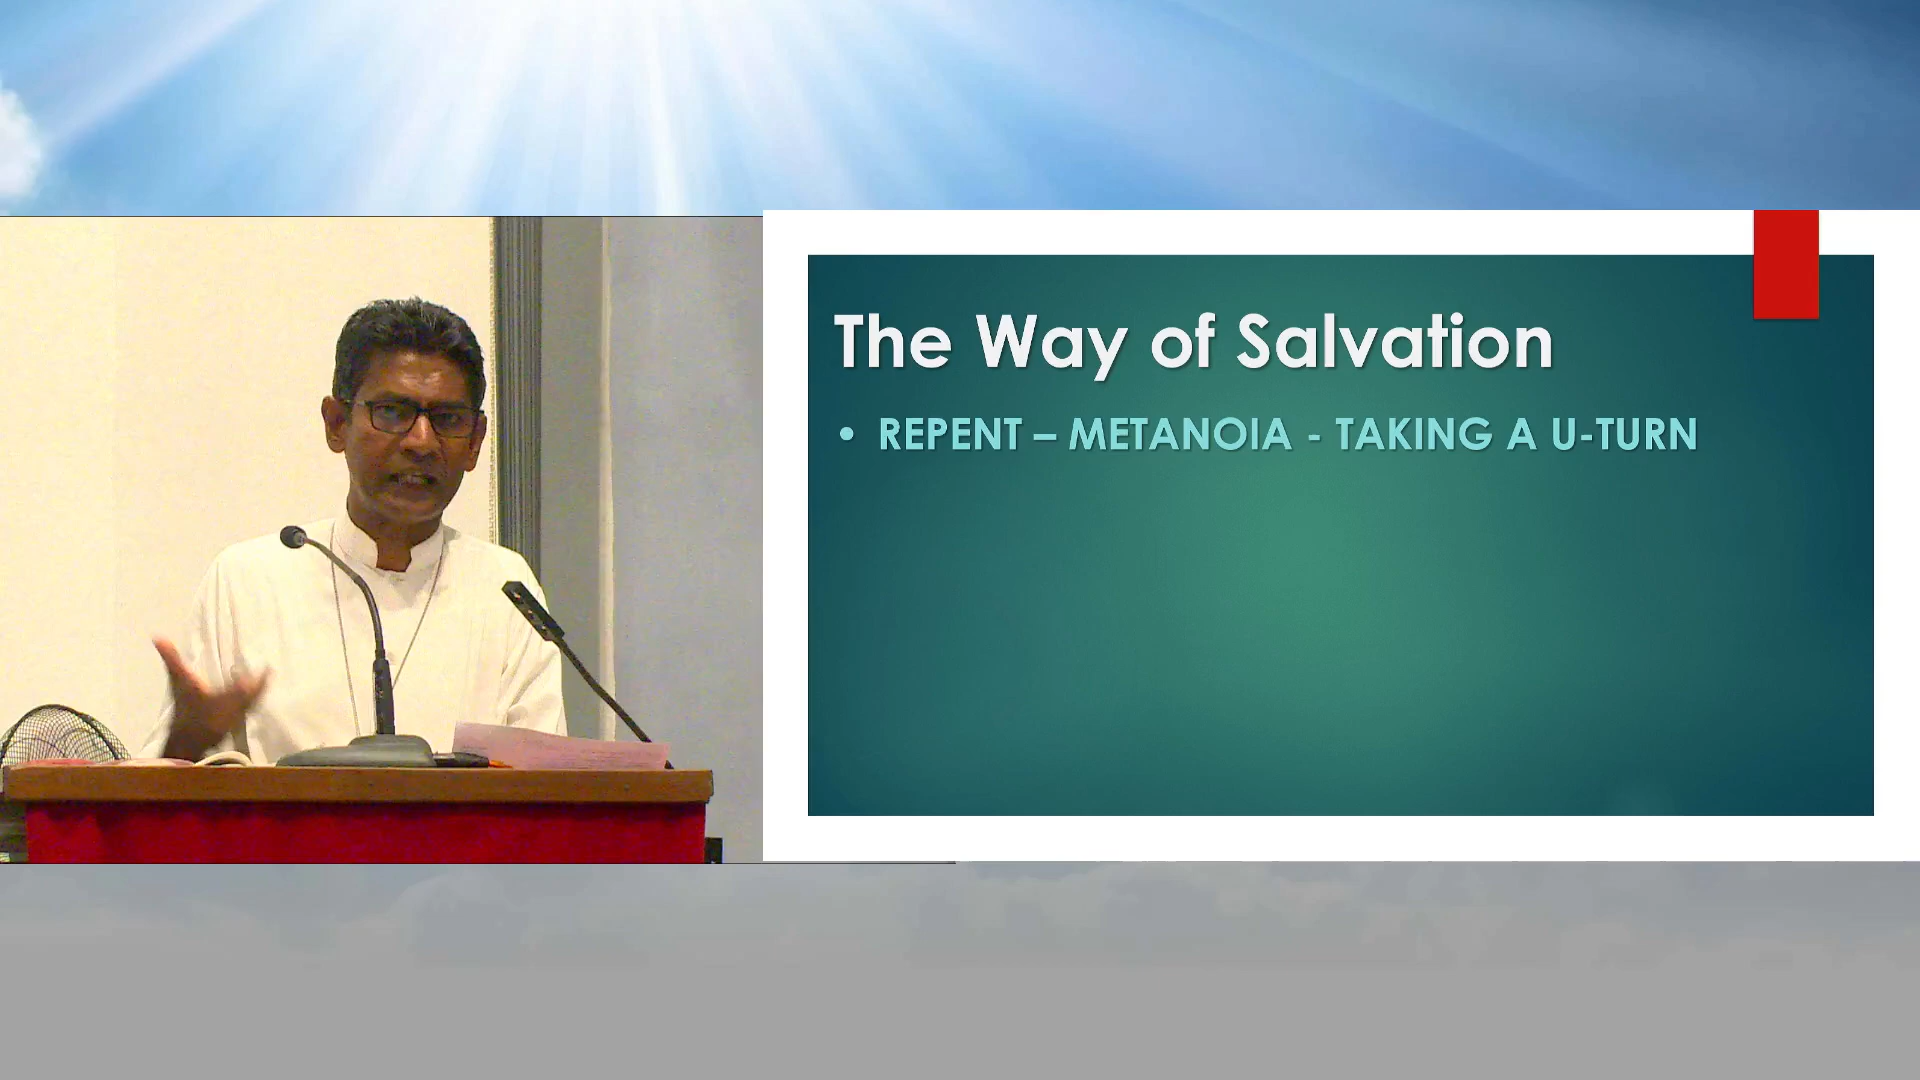 The Way of Salvation
• REPENT – METANOIA - TAKING A U-TURN